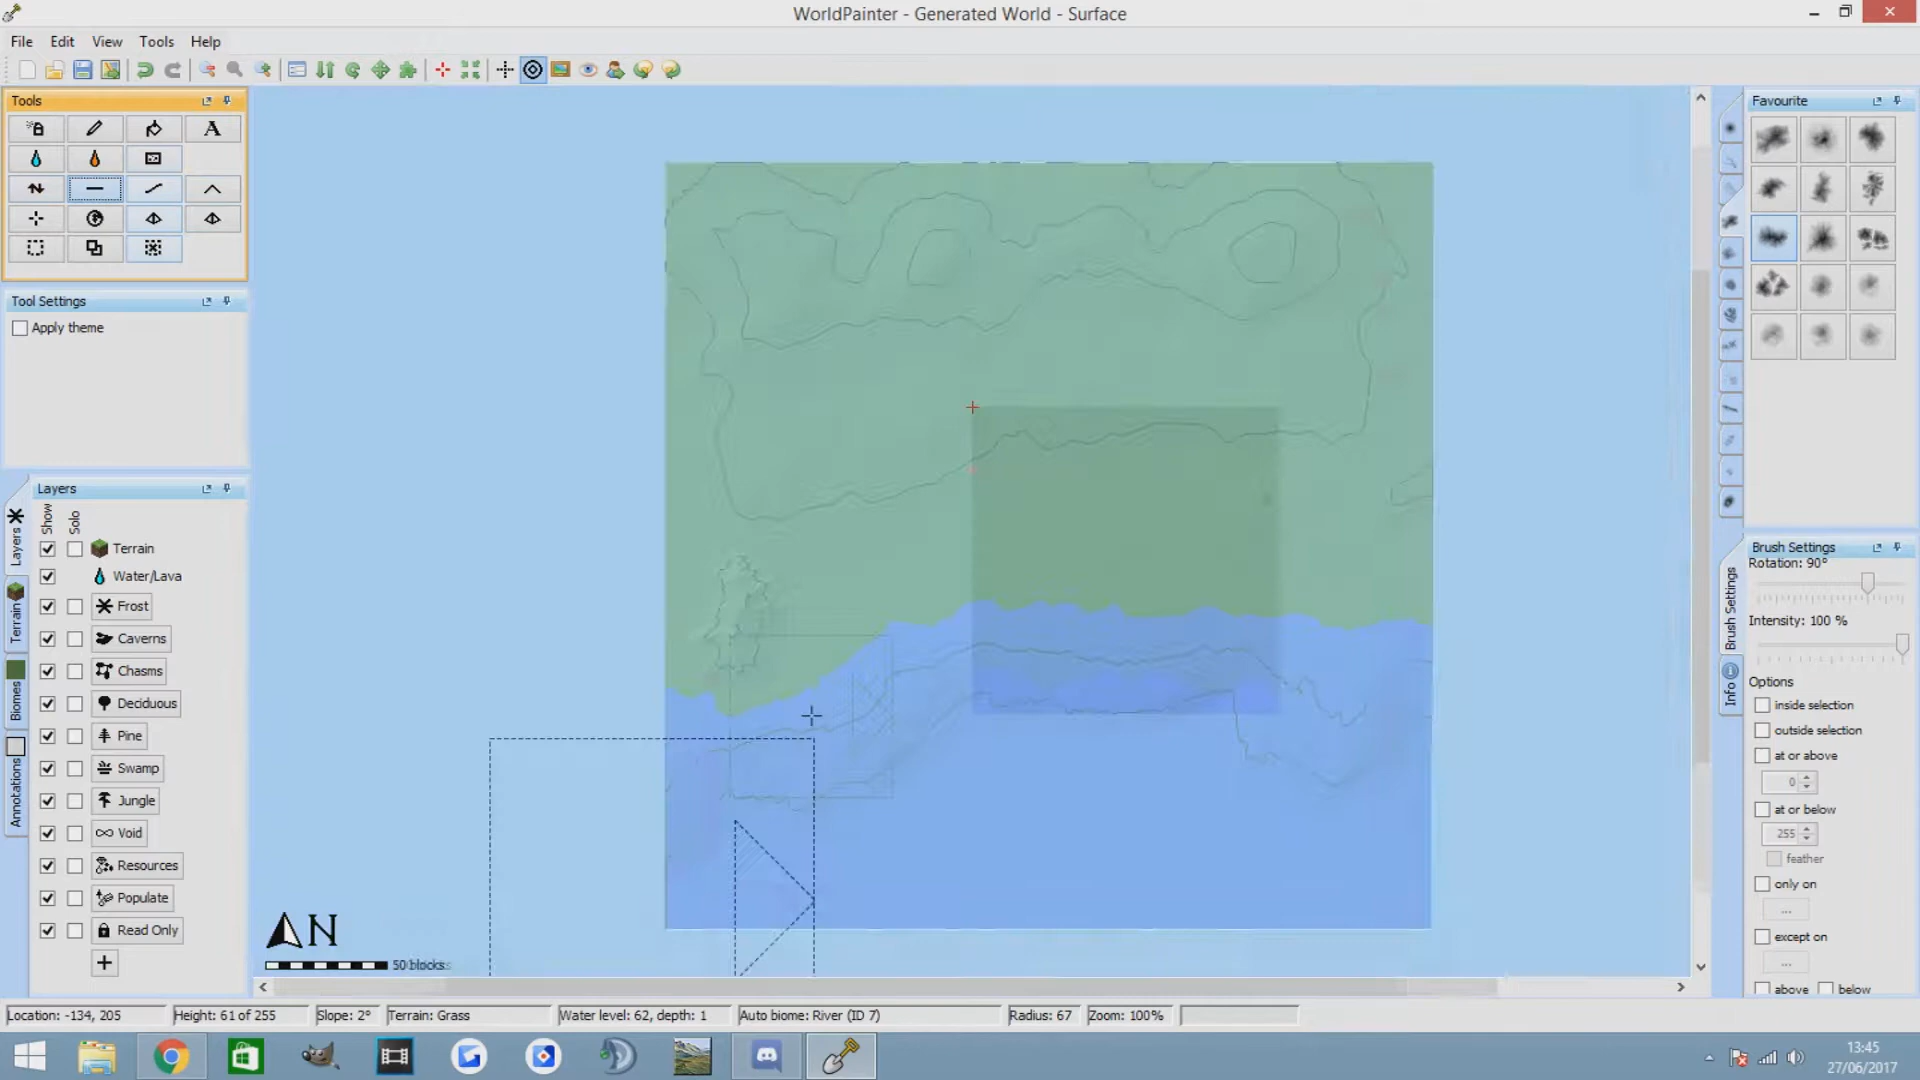 WorldPainter - Generated World - Surface
File Edit View Tools Help
Tools
A
Tool Settings
Apply theme
Layers
Show
Solo
Terrain
Water/Lava
Frost
Caverns
Chasms
Deciduous
Pine
Swamp
Jungle
Void
Resources
Populate
Read Only
Layers
Terrain
Biomes
Annotations
N
50 blocks
Favourite
Brush Settings
Info
Brush Settings
Rotation: 90°
Intensity: 100 %
Options
inside selection
outside selection
at or above
0
at or below
255
feather
only on
...
except on
...
above below
Location: -134, 205 Height: 61 of 255 Slope: 2° Terrain: Grass Water level: 62, depth: 1 Auto biome: River (ID 7) Radius: 67 Zoom: 100%
13:45
27/06/2017